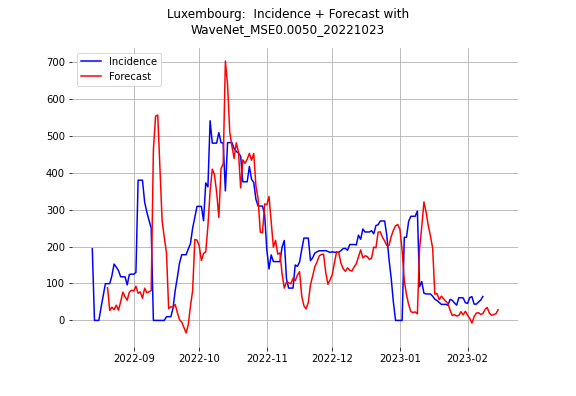 Luxembourg:  Incidence + Forecast with
WaveNet_MSE0.0050_20221023
Incidence
Forecast
700
600
500
400
300
200
100
0
2022-09 2022-10 2022-11 2022-12 2023-01 2023-02